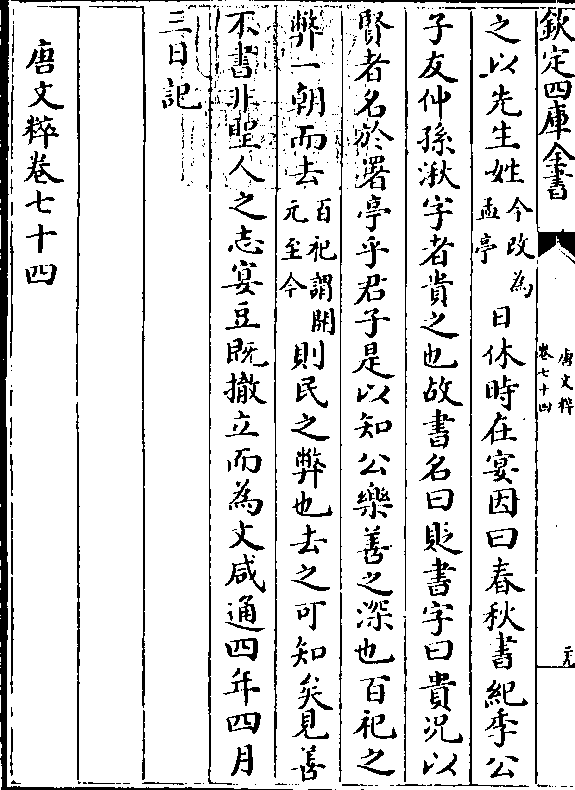 欽定四庫全書
唐文粹
卷七十四
之以先生姓今改為孟亭日休時在宴因曰春秋書紀季公
子友仲孫湫字者貴之也故書名曰貶書字曰貴况以
賢者名於署亭乎君子是以知公樂善之深也百祀之
弊一朝而去百祀謂開元至今則民之弊也去之可知矣見善
不書非聖人之志宴豆既撤立而為文咸通四年四月
三日記
唐文粹卷七十四